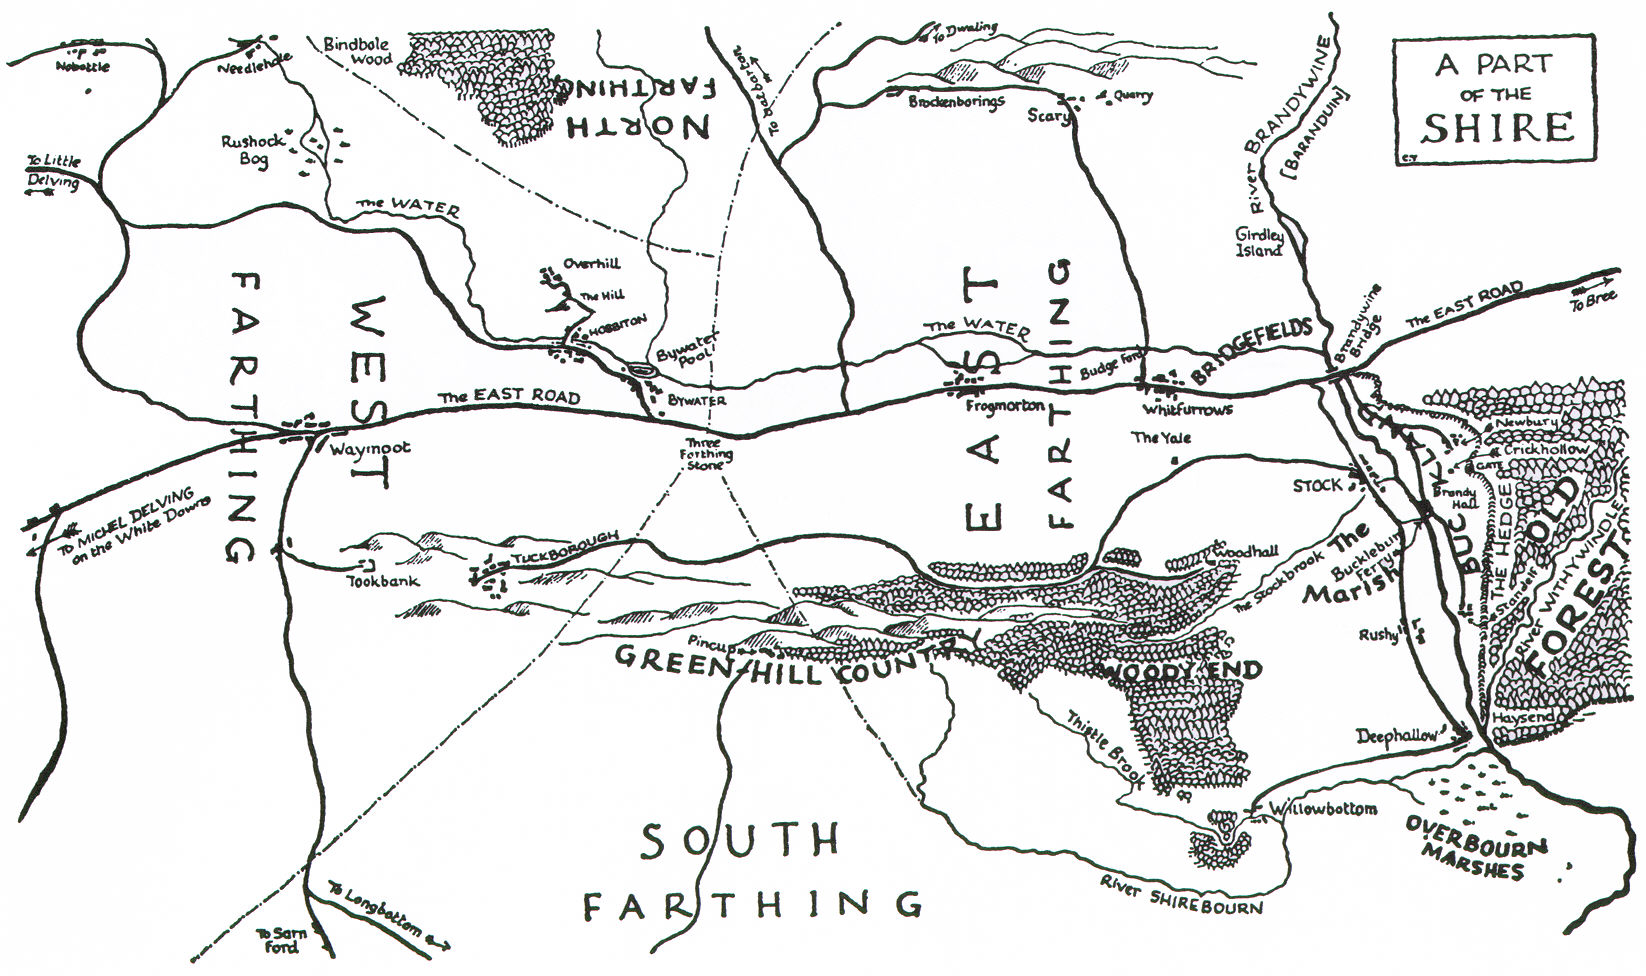 A PART
OF THE
SHIRE
C.T.
Nobottle
Needlehole
Bindbole
Wood
NORTH
FARTHING
To Oatbarton
To Dwaling
Brockenborings
Scary
Quarry
River BRANDYWINE
[BARANDUIN]
Girdley
Island
Rushock
Bog
To Little
Delving
The WATER
Overhill
The Hill
HOBBITON
Bywater
Pool
BYWATER
WEST
FARTHING
The EAST ROAD
Waymoot
Three
Farthing
Stone
EAST
FARTHING
The WATER
Frogmorton
Budge Ford
BRIDGEFIELDS
Whitfurrows
Brandywine
Bridge
The EAST ROAD
To Bree
The Yale
STOCK
Newbury
Crickhollow
GATE
Brandy
Hall
BUCKLAND
THE HEDGE
OLD
FOREST
River WITHYWINDLE
Standelf
To MICHEL DELVING
on the White Downs
Tookbank
TUCKBOROUGH
Woodhall
The Stockbrook
The
Marish
Bucklebury
Ferry
Rushy
Pincup
GREEN-HILL COUNTRY
WOODY END
Thistle Brook
Deephallow
Haysend
Willowbottom
OVERBOURN
MARSHES
River SHIREBOURN
SOUTH
FARTHING
To Longbottom
To Sarn
Ford